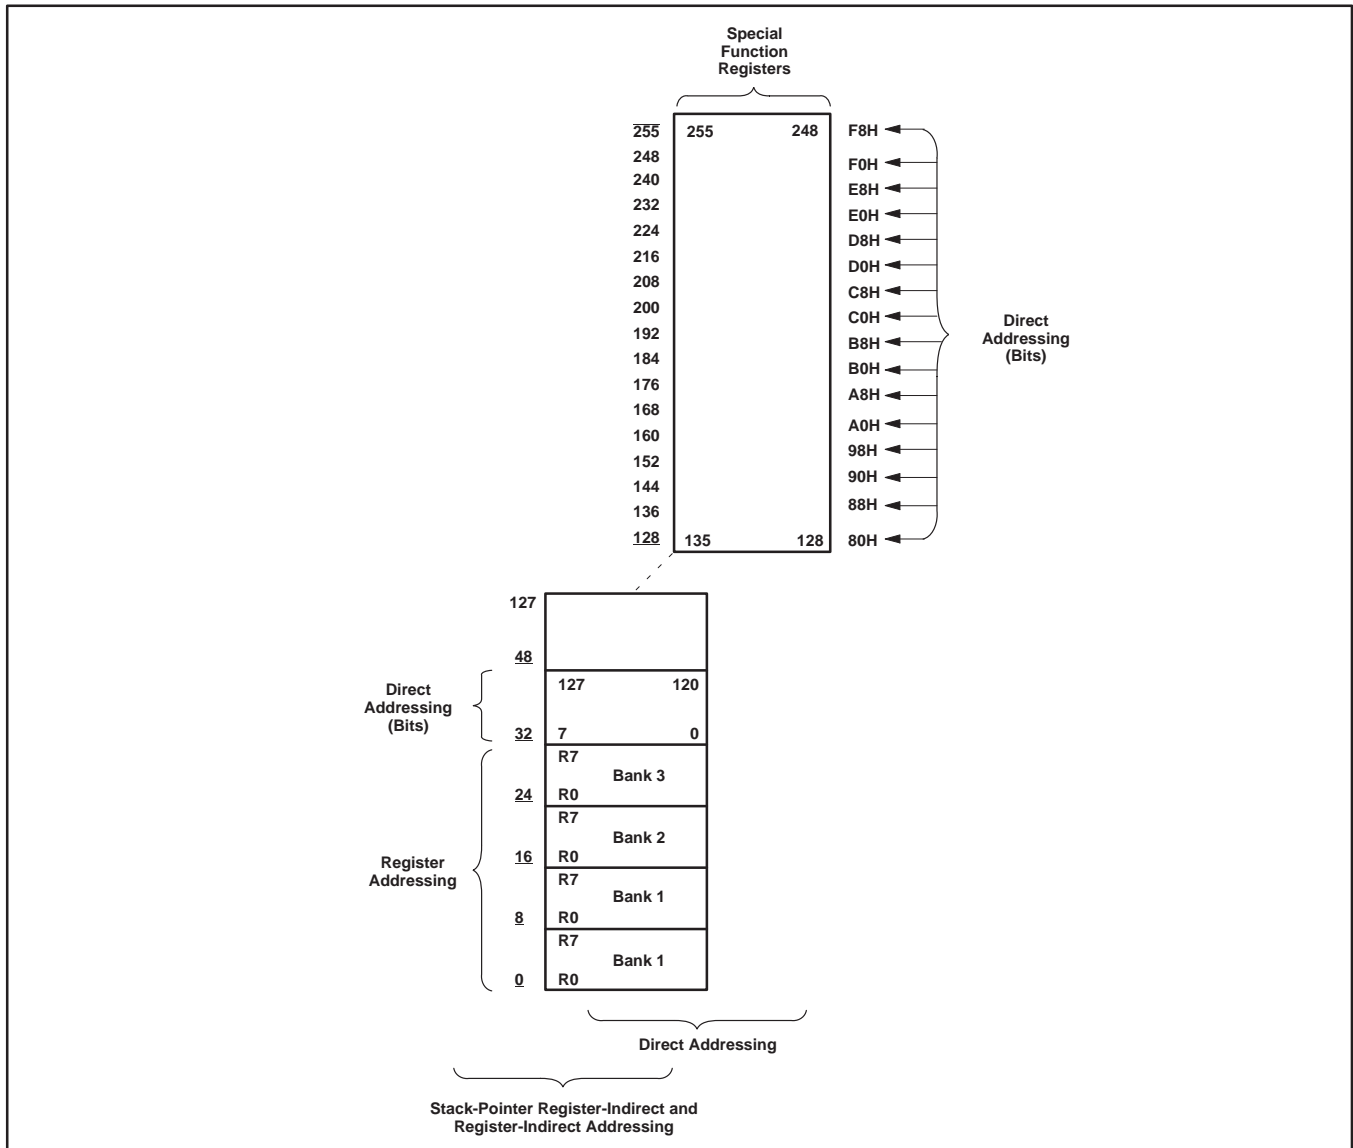 Special
Function
Registers
255 255 248 F8H
248 F0H
240 E8H
232 E0H
224 D8H
216 D0H
208 C8H
200 C0H
192 B8H
184 B0H
176 A8H
168 A0H
160 98H
152 90H
144 88H
136
128 135 128 80H
Direct
Addressing
(Bits)
127
48
127 120
Direct
Addressing
(Bits)
32 7 0
R7
Bank 3
24 R0
R7
Bank 2
16 R0
Register
Addressing
R7
Bank 1
8 R0
R7
Bank 1
0 R0
Direct Addressing
Stack-Pointer Register-Indirect and
Register-Indirect Addressing